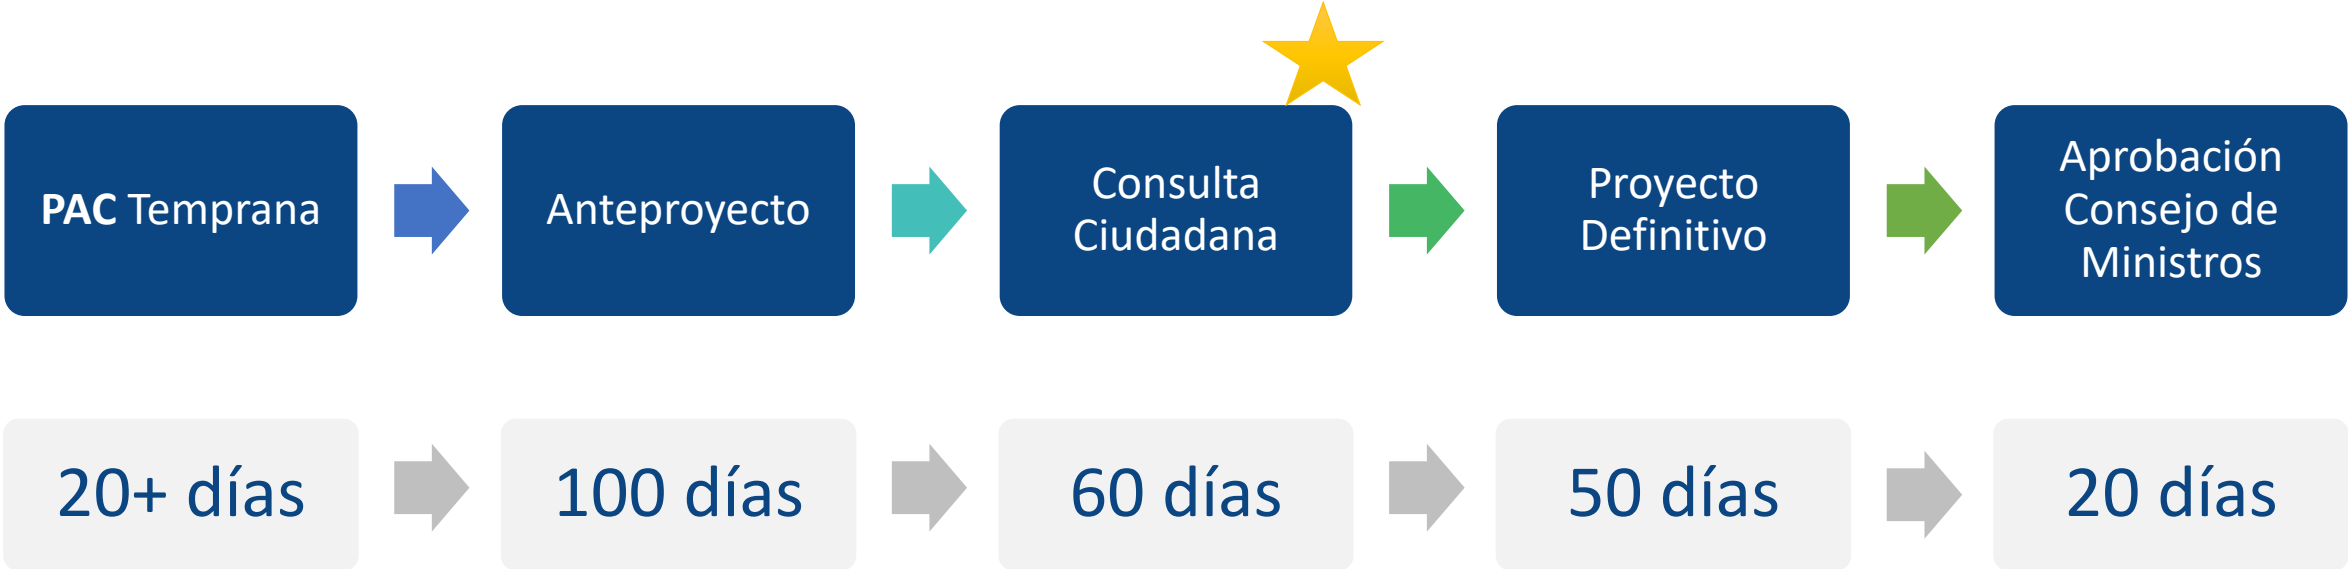 PAC Temprana
Anteproyecto
Consulta
Ciudadana
Proyecto
Definitivo
Aprobación
Consejo de
Ministros
20+ días
100 días
60 días
50 días
20 días